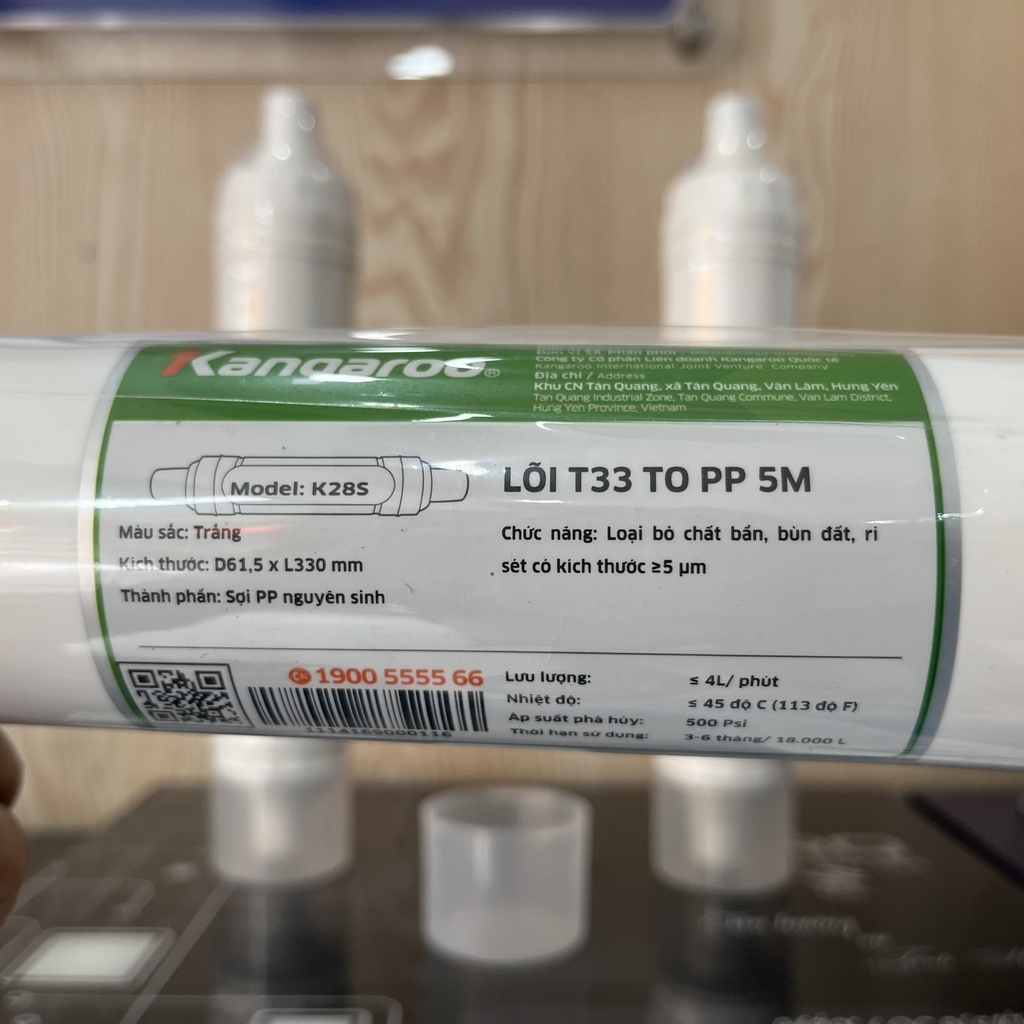 Kangaroo®
Công ty Cổ phần Liên doanh Kangaroo Quốc tế
Kangaroo International Joint Venture Company
Địa chỉ / Address
Khu CN Tân Quang, xã Tân Quang, Văn Lâm, Hưng Yên
Tan Quang Industrial Zone, Tan Quang Commune, Van Lam District,
Hung Yen Province, Vietnam
Model: K28S
LÕI T33 TO PP 5M
Màu sắc: Trắng
Kích thước: D61,5 x L330 mm
Thành phần: Sợi PP nguyên sinh
Chức năng: Loại bỏ chất bẩn, bùn đất, rỉ
sét có kích thước ≥5 µm
1900 5555 66
1114169000116
Lưu lượng: ≤ 4L/ phút
Nhiệt độ: ≤ 45 độ C (113 độ F)
Áp suất phá hủy: 500 Psi
Thời hạn sử dụng: 3-6 tháng/ 18.000 L